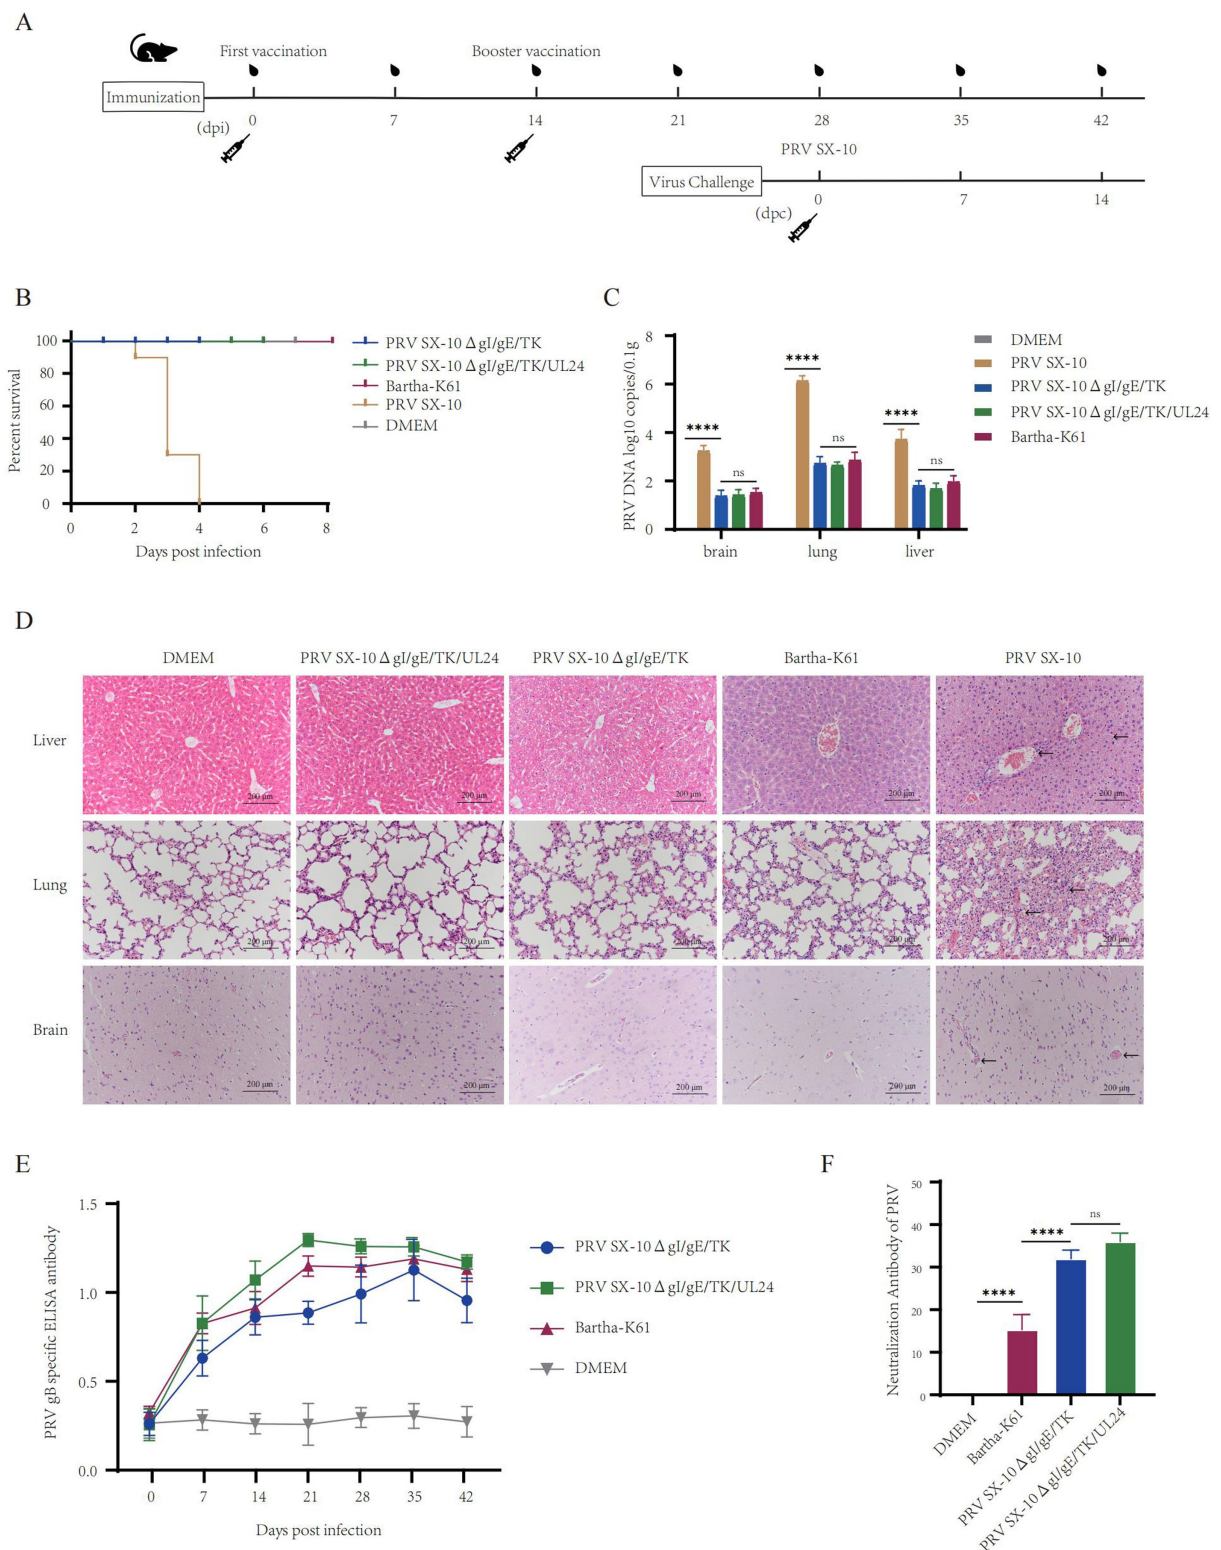 A
First vaccination
Booster vaccination
Immunization
(dpi)
0
7
14
21
28
35
42
PRV SX-10
Virus Challenge
(dpc)
0
7
14
B
Percent survival
100
80
60
40
20
0
0
2
4
6
8
Days post infection
PRV SX-10 Δ gI/gE/TK
PRV SX-10 Δ gI/gE/TK/UL24
Bartha-K61
PRV SX-10
DMEM
C
PRV DNA log10 copies/0.1g
8
6
4
2
0
****
ns
****
ns
****
ns
brain
lung
liver
DMEM
PRV SX-10
PRV SX-10 Δ gI/gE/TK
PRV SX-10 Δ gI/gE/TK/UL24
Bartha-K61
D
DMEM
PRV SX-10 Δ gI/gE/TK/UL24
PRV SX-10 Δ gI/gE/TK
Bartha-K61
PRV SX-10
Liver
200 μm
200 μm
200 μm
200 μm
200 μm
Lung
200 μm
200 μm
200 μm
200 μm
200 μm
Brain
200 μm
200 μm
200 μm
200 μm
200 μm
E
PRV gB specific ELISA antibody
1.5
1.0
0.5
0.0
0
7
14
21
28
35
42
Days post infection
PRV SX-10 Δ gI/gE/TK
PRV SX-10 Δ gI/gE/TK/UL24
Bartha-K61
DMEM
F
Neutralization Antibody of PRV
50
40
30
20
10
0
****
****
ns
DMEM
Bartha-K61
PRV SX-10 Δ gI/gE/TK
PRV SX-10 Δ gI/gE/TK/UL24